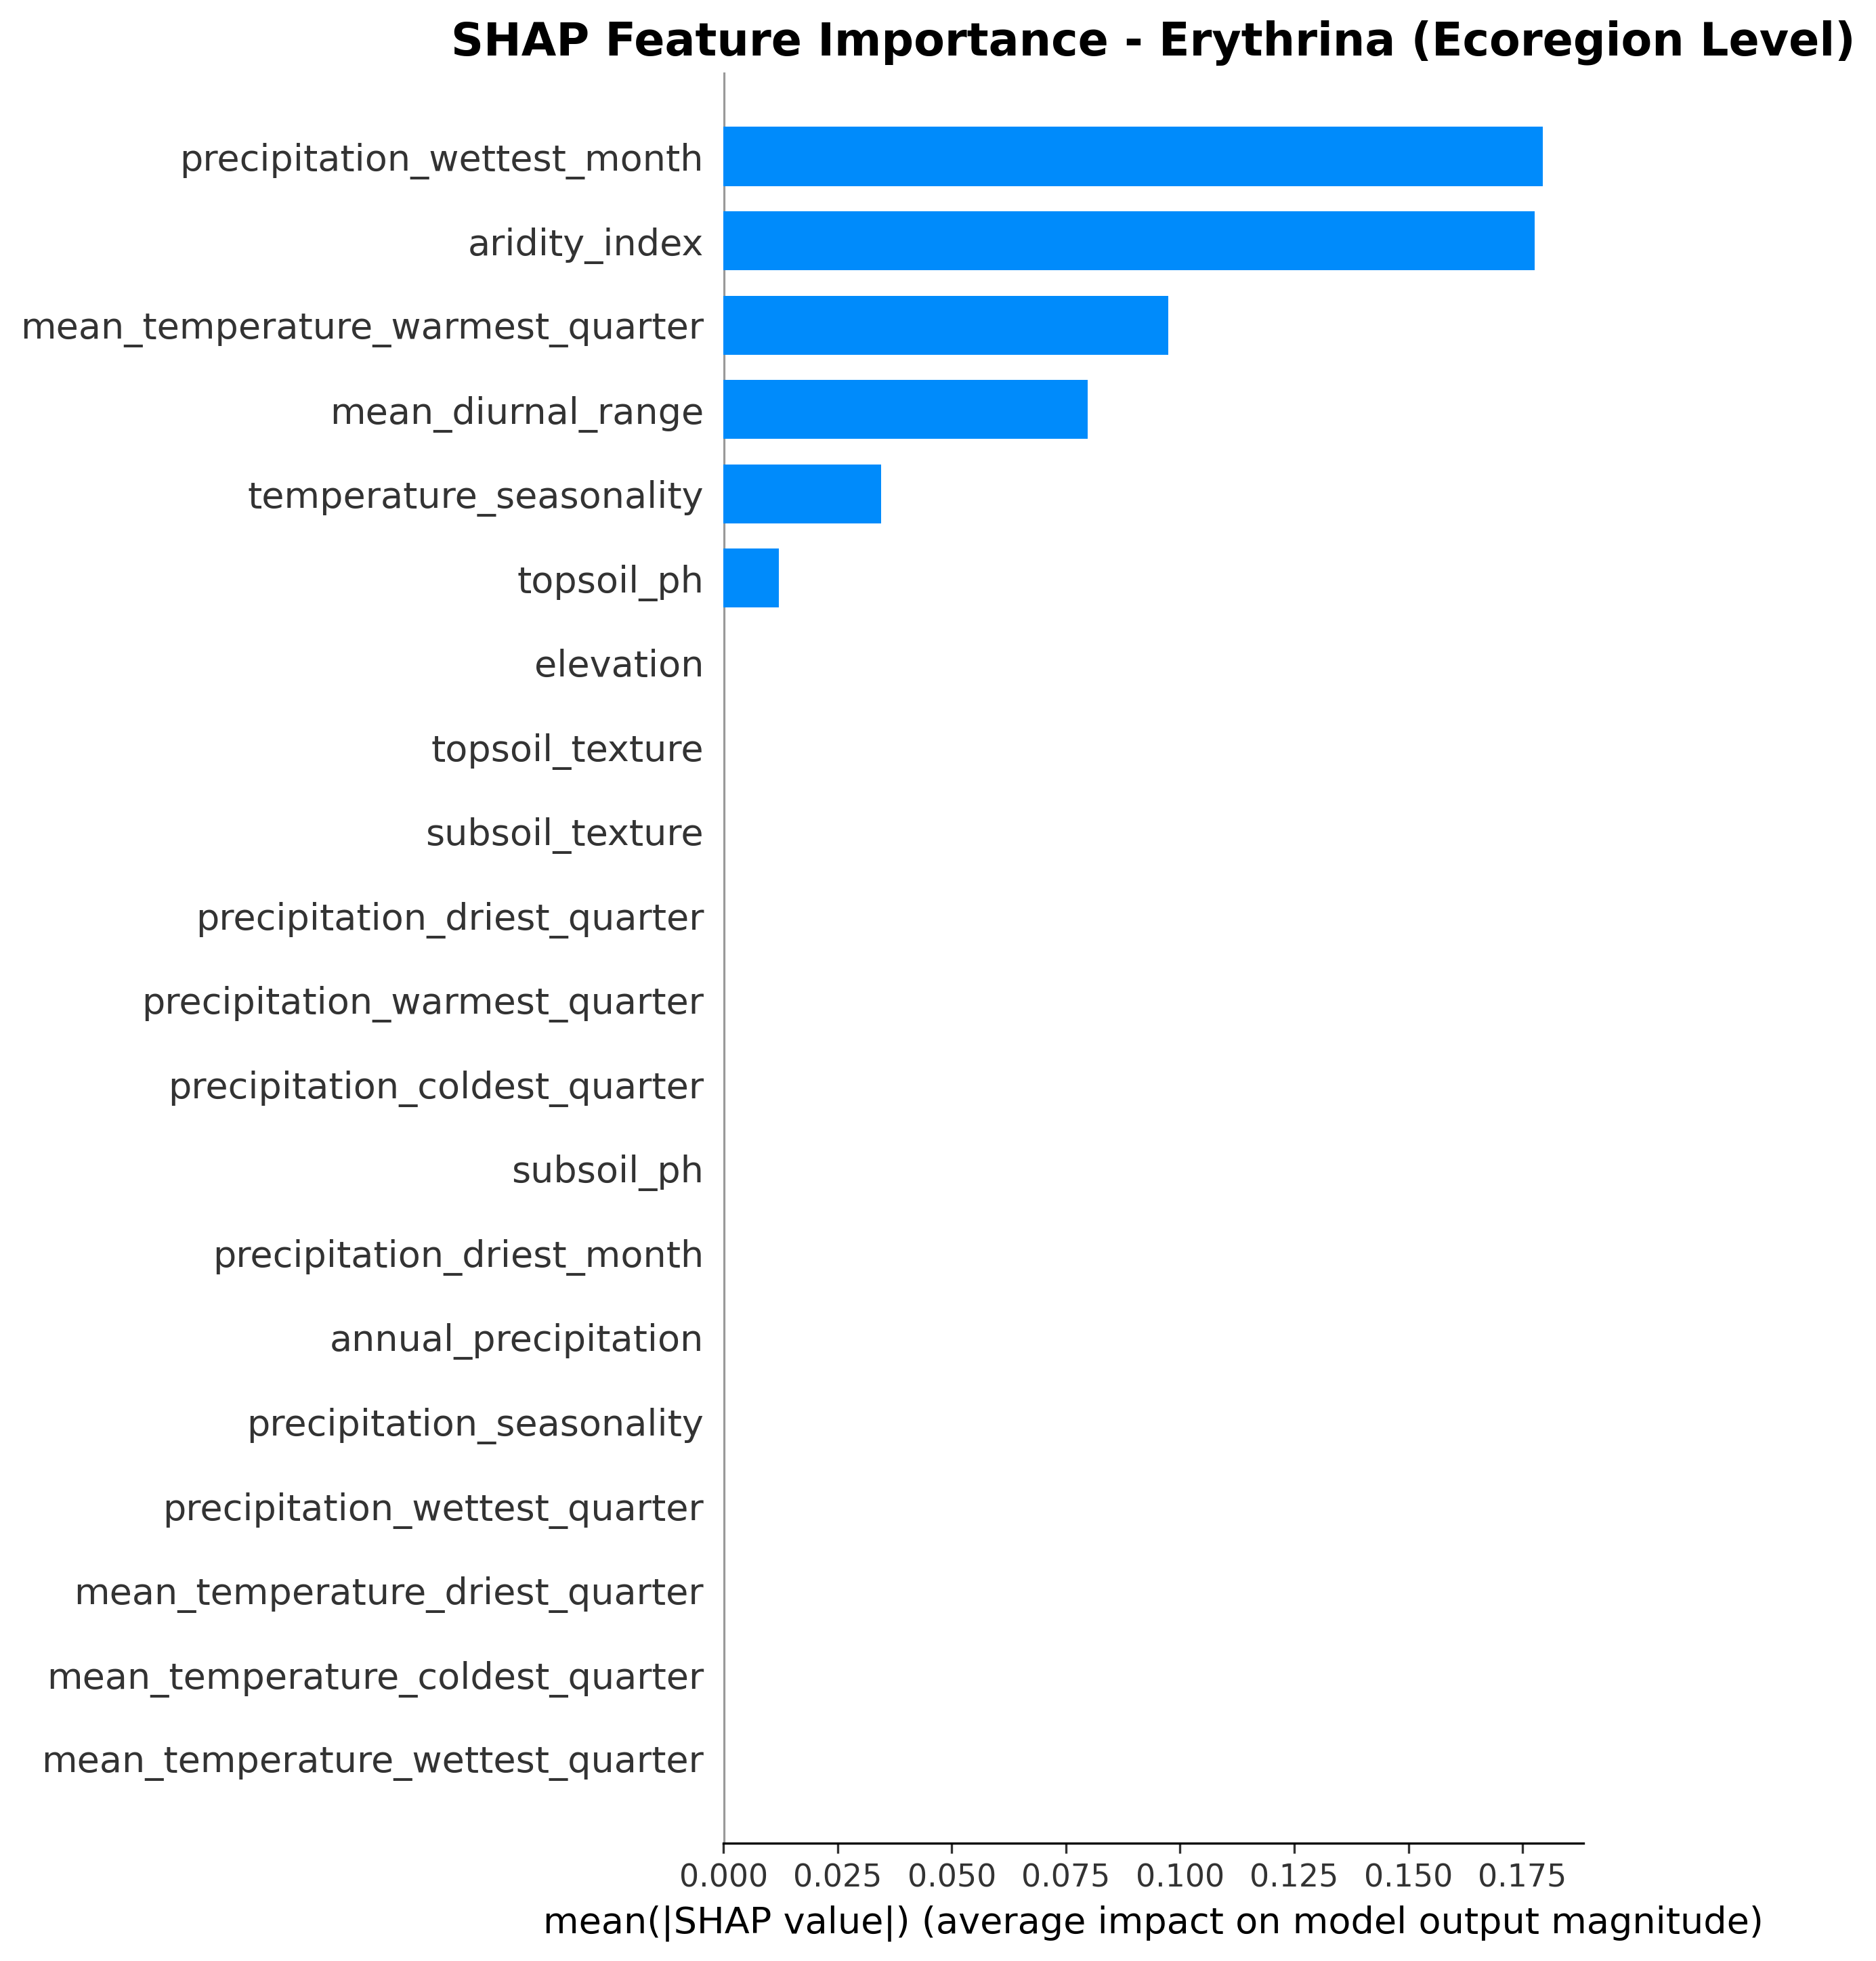 SHAP Feature Importance - Erythrina (Ecoregion Level)
precipitation_wettest_month
aridity_index
mean_temperature_warmest_quarter
mean_diurnal_range
temperature_seasonality
topsoil_ph
elevation
topsoil_texture
subsoil_texture
precipitation_driest_quarter
precipitation_warmest_quarter
precipitation_coldest_quarter
subsoil_ph
precipitation_driest_month
annual_precipitation
precipitation_seasonality
precipitation_wettest_quarter
mean_temperature_driest_quarter
mean_temperature_coldest_quarter
mean_temperature_wettest_quarter
0.000 0.025 0.050 0.075 0.100 0.125 0.150 0.175
mean(|SHAP value|) (average impact on model output magnitude)